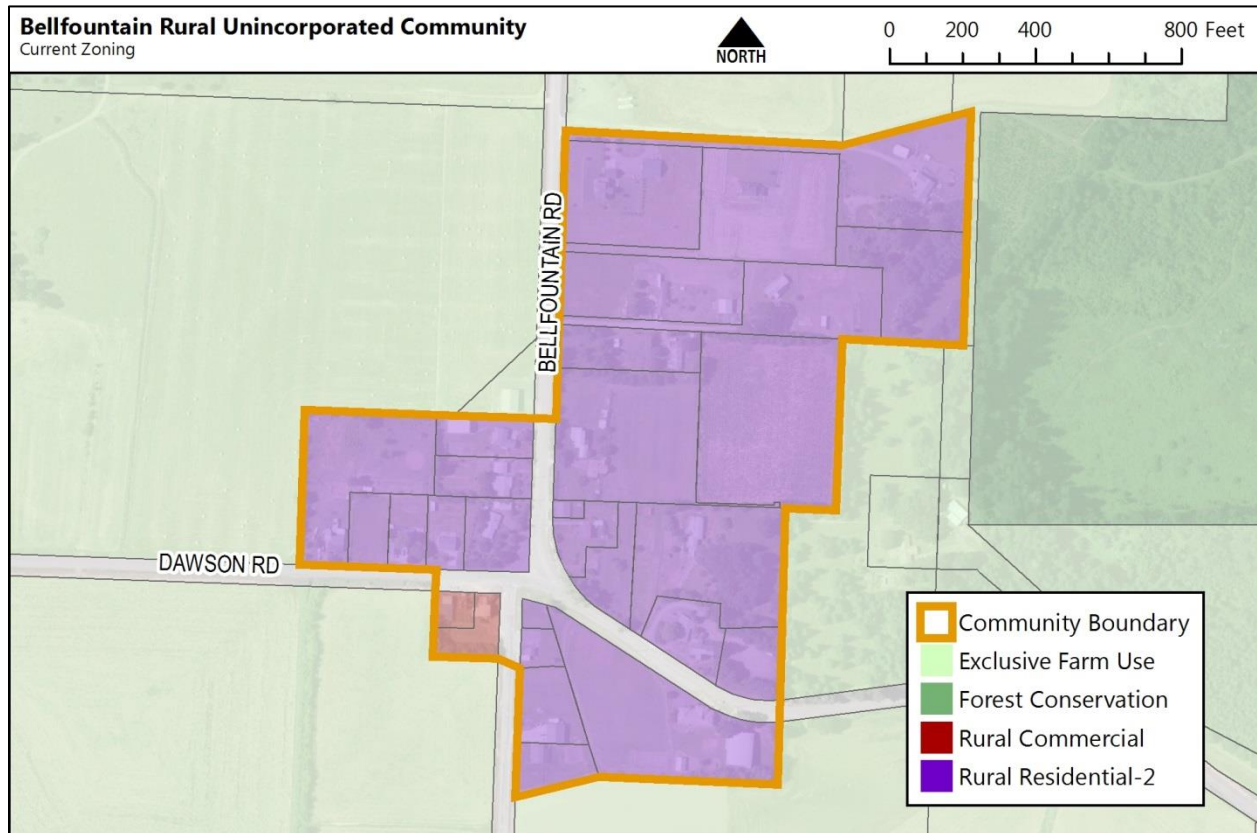 Bellfountain Rural Unincorporated Community
Current Zoning
NORTH
0 200 400 800 Feet
BELLFOUNTAIN RD
DAWSON RD
Community Boundary
Exclusive Farm Use
Forest Conservation
Rural Commercial
Rural Residential-2